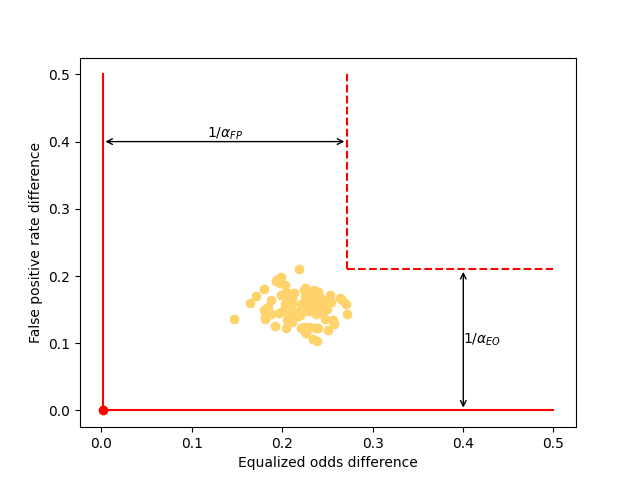 0.5
0.4
0.3
0.2
0.1
0.0
False positive rate difference
1/α_FP
1/α_EO
0.0 0.1 0.2 0.3 0.4 0.5
Equalized odds difference